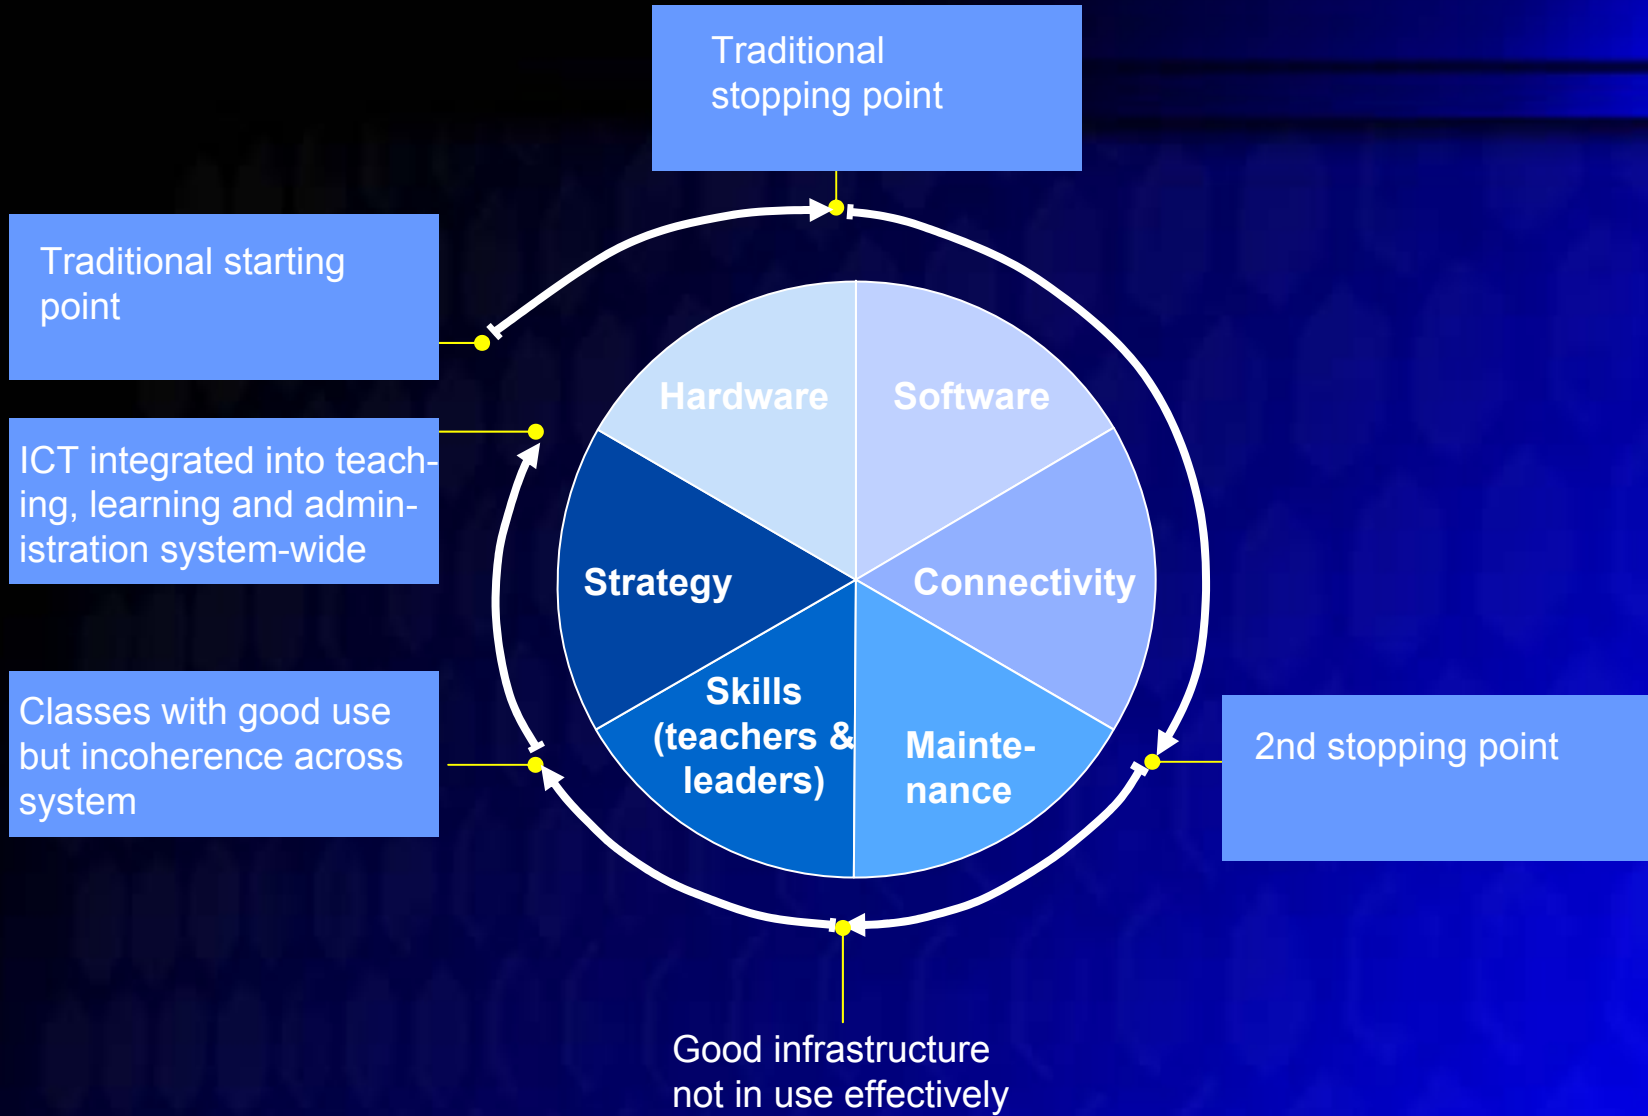 Traditional
stopping point
Traditional starting
point
Hardware
Software
ICT integrated into teach-
ing, learning and admin-
istration system-wide
Strategy
Connectivity
Classes with good use
but incoherence across
system
Skills
(teachers &
leaders)
Mainte-
nance
2nd stopping point
Good infrastructure
not in use effectively